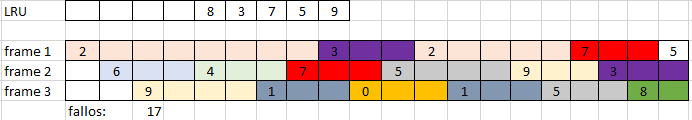 LRU 8 3 7 5 9
frame 1 2 3 2 7 5
frame 2 6 4 7 5 9 3
frame 3 9 1 0 1 5 8
fallos: 17